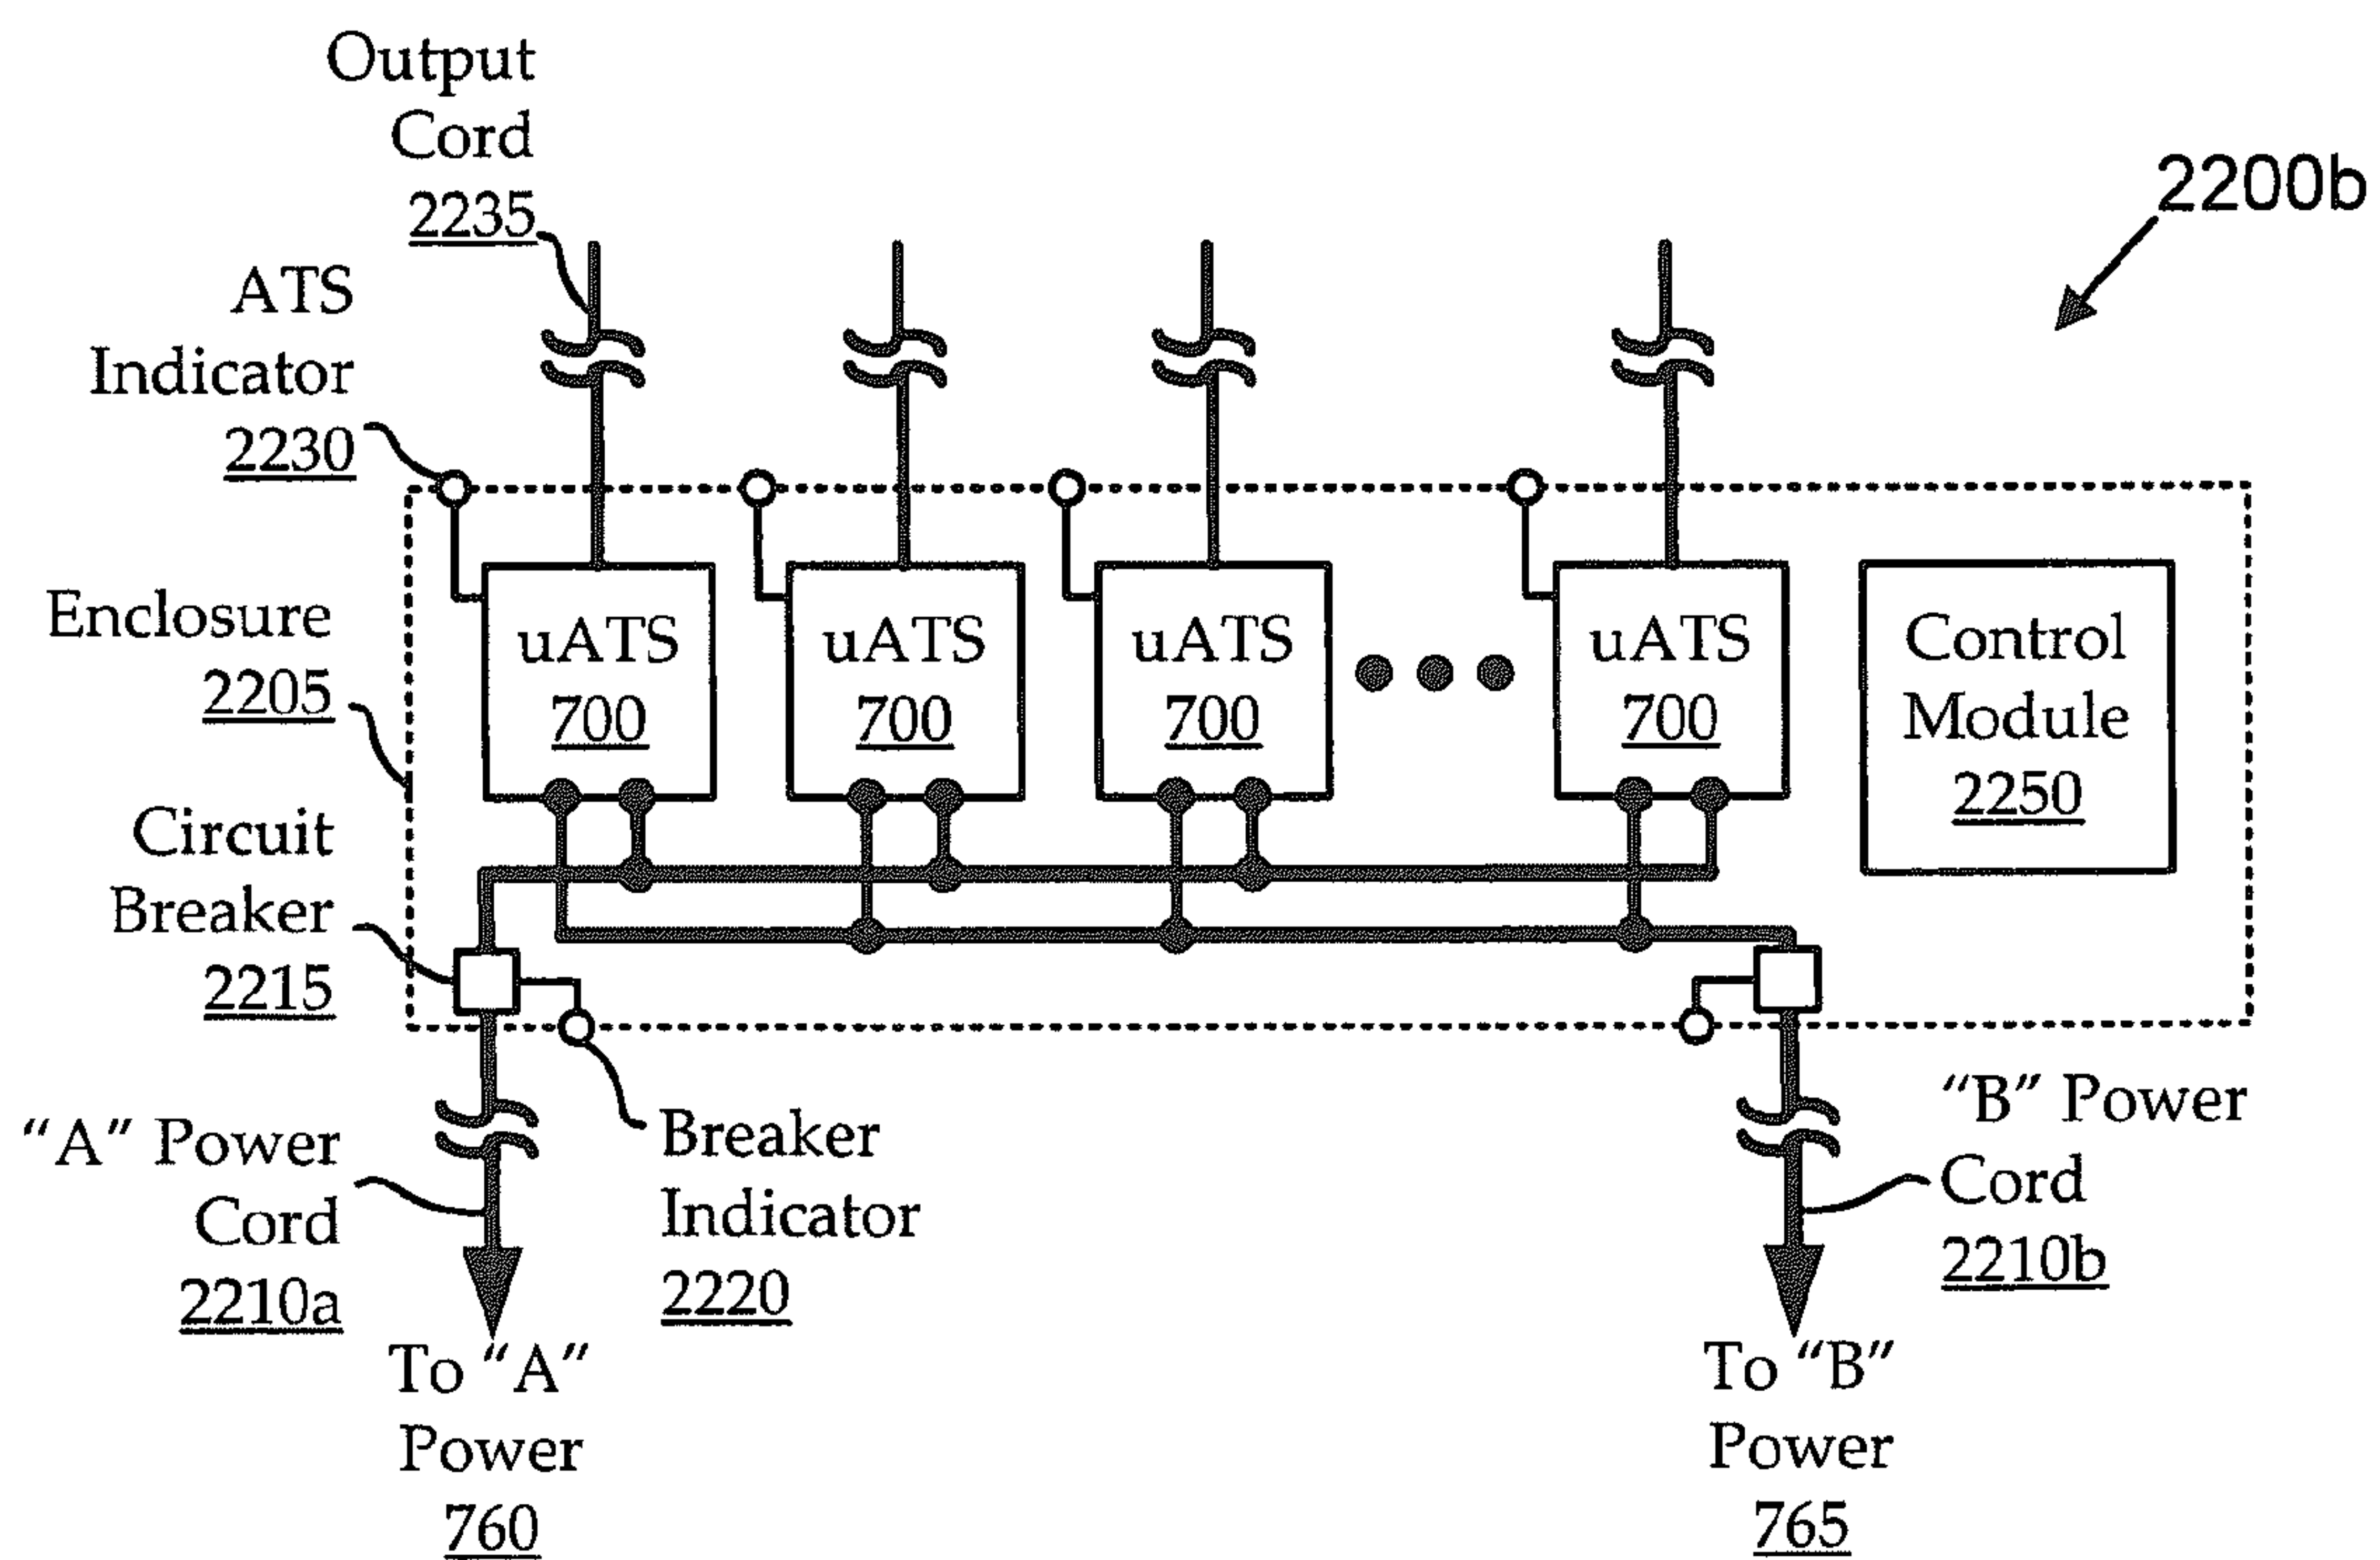 Output
Cord
2235
2200b
ATS
Indicator
2230
Enclosure
2205
uATS
700
uATS
700
uATS
700
uATS
700
Control
Module
2250
Circuit
Breaker
2215
"A" Power
Cord
2210a
Breaker
Indicator
2220
"B" Power
Cord
2210b
To "A"
Power
760
To "B"
Power
765